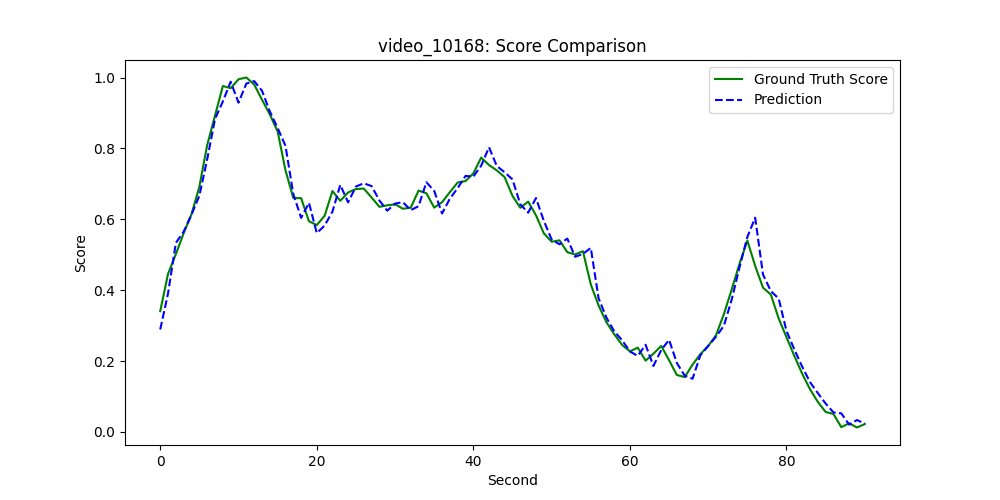 video_10168: Score Comparison
Ground Truth Score
Prediction
1.0
0.8
0.6
0.4
0.2
0.0
Score
0 20 40 60 80
Second